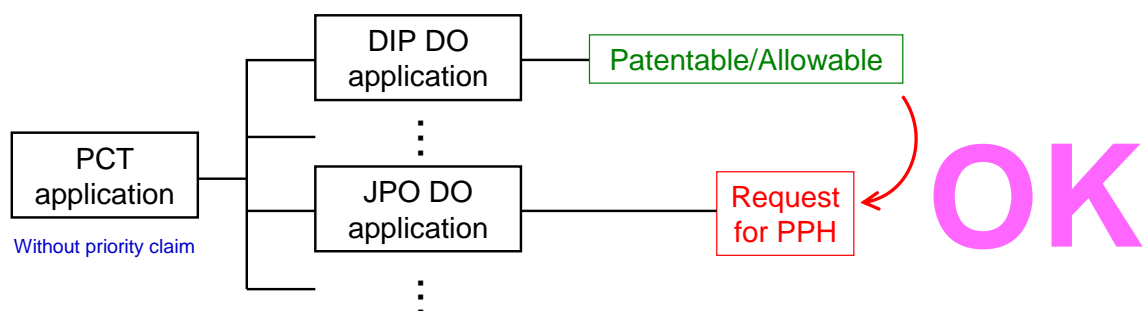 DIP DO
application
Patentable/Allowable
PCT
application
Without priority claim
JPO DO
application
Request
for PPH
OK